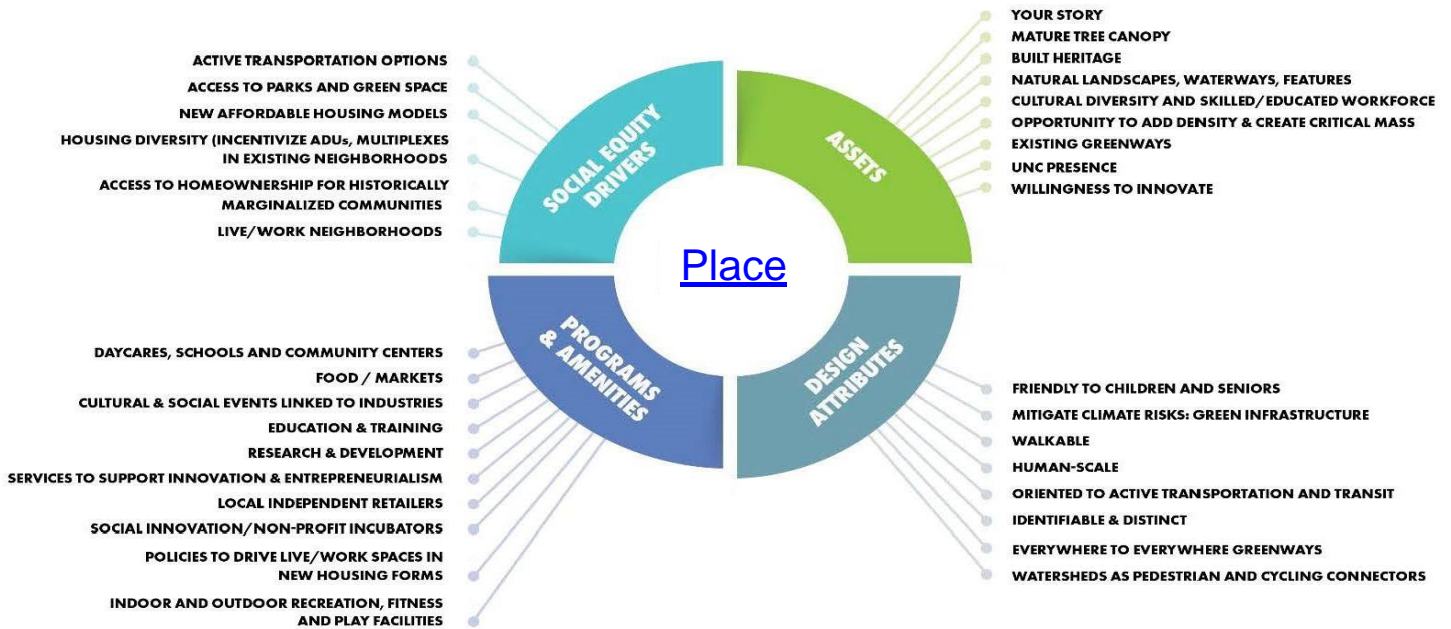 ACTIVE TRANSPORTATION OPTIONS
ACCESS TO PARKS AND GREEN SPACE
NEW AFFORDABLE HOUSING MODELS
HOUSING DIVERSITY (INCENTIVIZE ADUs, MULTIPLEXES
IN EXISTING NEIGHBORHOODS
ACCESS TO HOMEOWNERSHIP FOR HISTORICALLY
MARGINALIZED COMMUNITIES
LIVE/WORK NEIGHBORHOODS
SOCIAL EQUITY
DRIVERS
ASSETS
YOUR STORY
MATURE TREE CANOPY
BUILT HERITAGE
NATURAL LANDSCAPES, WATERWAYS, FEATURES
CULTURAL DIVERSITY AND SKILLED/EDUCATED WORKFORCE
OPPORTUNITY TO ADD DENSITY & CREATE CRITICAL MASS
EXISTING GREENWAYS
UNC PRESENCE
WILLINGNESS TO INNOVATE
Place
DAYCARES, SCHOOLS AND COMMUNITY CENTERS
FOOD / MARKETS
CULTURAL & SOCIAL EVENTS LINKED TO INDUSTRIES
EDUCATION & TRAINING
RESEARCH & DEVELOPMENT
SERVICES TO SUPPORT INNOVATION & ENTREPRENEURIALISM
LOCAL INDEPENDENT RETAILERS
SOCIAL INNOVATION/NON-PROFIT INCUBATORS
POLICIES TO DRIVE LIVE/WORK SPACES IN
NEW HOUSING FORMS
INDOOR AND OUTDOOR RECREATION, FITNESS
AND PLAY FACILITIES
PROGRAMS
& AMENITIES
DESIGN
ATTRIBUTES
FRIENDLY TO CHILDREN AND SENIORS
MITIGATE CLIMATE RISKS: GREEN INFRASTRUCTURE
WALKABLE
HUMAN-SCALE
ORIENTED TO ACTIVE TRANSPORTATION AND TRANSIT
IDENTIFIABLE & DISTINCT
EVERYWHERE TO EVERYWHERE GREENWAYS
WATERSHEDS AS PEDESTRIAN AND CYCLING CONNECTORS